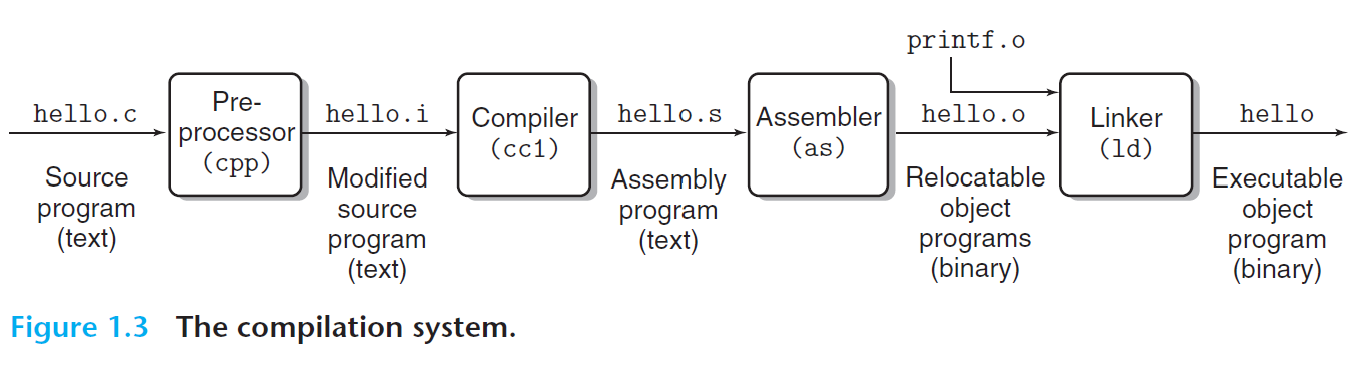 printf.o
hello.c
Pre-
processor
(cpp)
hello.i
Compiler
(cc1)
hello.s
Assembler
(as)
hello.o
Linker
(ld)
hello
Source
program
(text)
Modified
source
program
(text)
Assembly
program
(text)
Relocatable
object
programs
(binary)
Executable
object
program
(binary)
Figure 1.3 The compilation system.